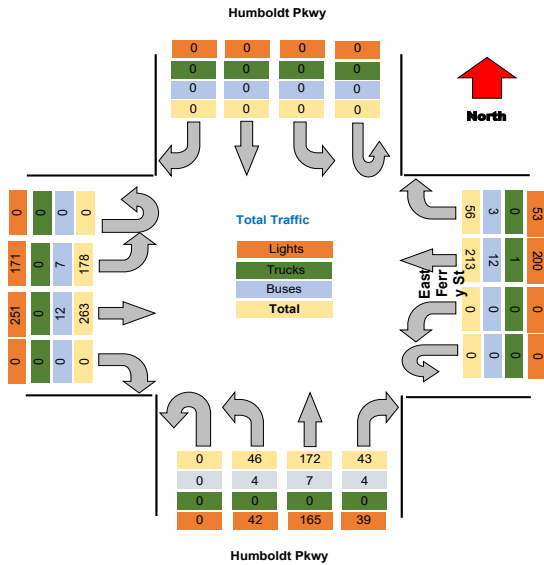 Humboldt Pkwy
0 0 0 0
0 0 0 0
0 0 0 0
0 0 0 0
North
0 0 0 0
171 0 7 178
251 0 12 263
0 0 0 0
Total Traffic
Lights
Trucks
Buses
Total
56 3 0 53
213 12 1 200
0 0 0 0
0 0 0 0
East
Ferr
y St.
0 46 172 43
0 4 7 4
0 0 0 0
0 42 165 39
Humboldt Pkwy